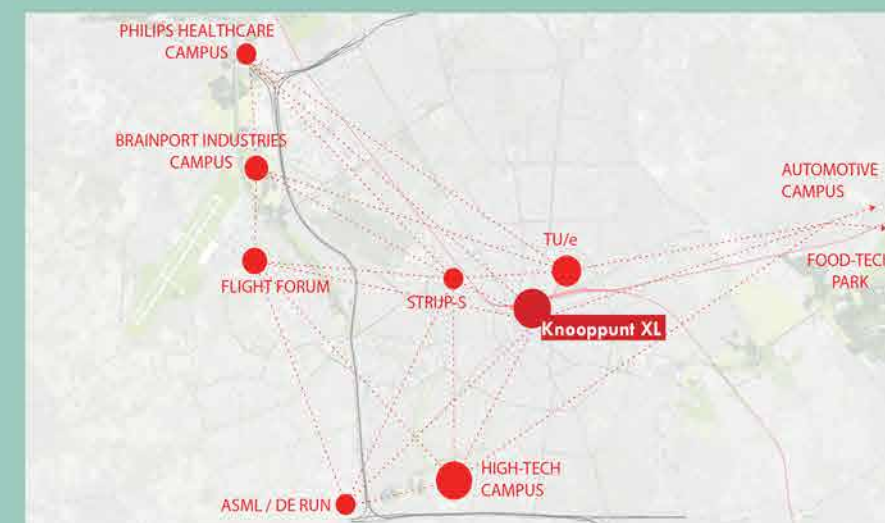 PHILIPS HEALTHCARE
CAMPUS
BRAINPORT INDUSTRIES
CAMPUS
AUTOMOTIVE
CAMPUS
TU/e
FOOD-TECH
PARK
FLIGHT FORUM
STRIJP-S
Knooppunt XL
HIGH-TECH
CAMPUS
ASML / DE RUN